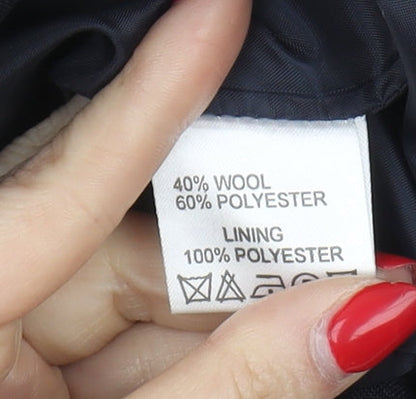 40% WOOL
60% POLYESTER
LINING
100% POLYESTER